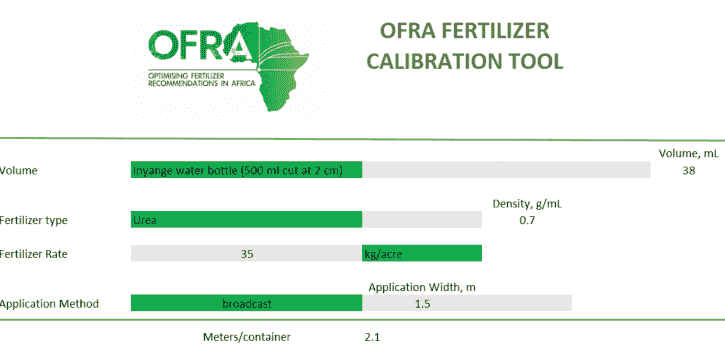 OFRA
OPTIMISING FERTILIZER
RECOMMENDATIONS IN AFRICA
OFRA FERTILIZER
CALIBRATION TOOL
Volume, mL
Volume Inyange water bottle (500 ml cut at 2 cm) 38
Density, g/mL
Fertilizer type Urea 0.7
Fertilizer Rate 35 kg/acre
Application Width, m
Application Method broadcast 1.5
Meters/container 2.1